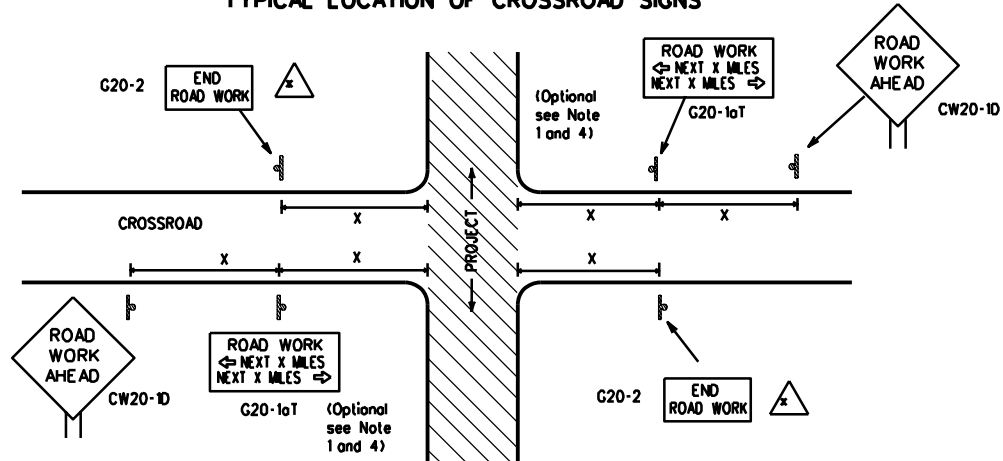 TYPICAL LOCATION OF CROSSROAD SIGNS
ROAD
WORK
AHEAD
CW20-1D
ROAD WORK
⇦ NEXT X MILES
NEXT X MILES ⇨
G20-1aT
(Optional
see Note
1 and 4)
G20-2
END
ROAD WORK
x
CROSSROAD
X
X
X
PROJECT
X
X
X
ROAD
WORK
AHEAD
CW20-1D
ROAD WORK
⇦ NEXT X MILES
NEXT X MILES ⇨
G20-1aT
(Optional
see Note
1 and 4)
G20-2
END
ROAD WORK
x